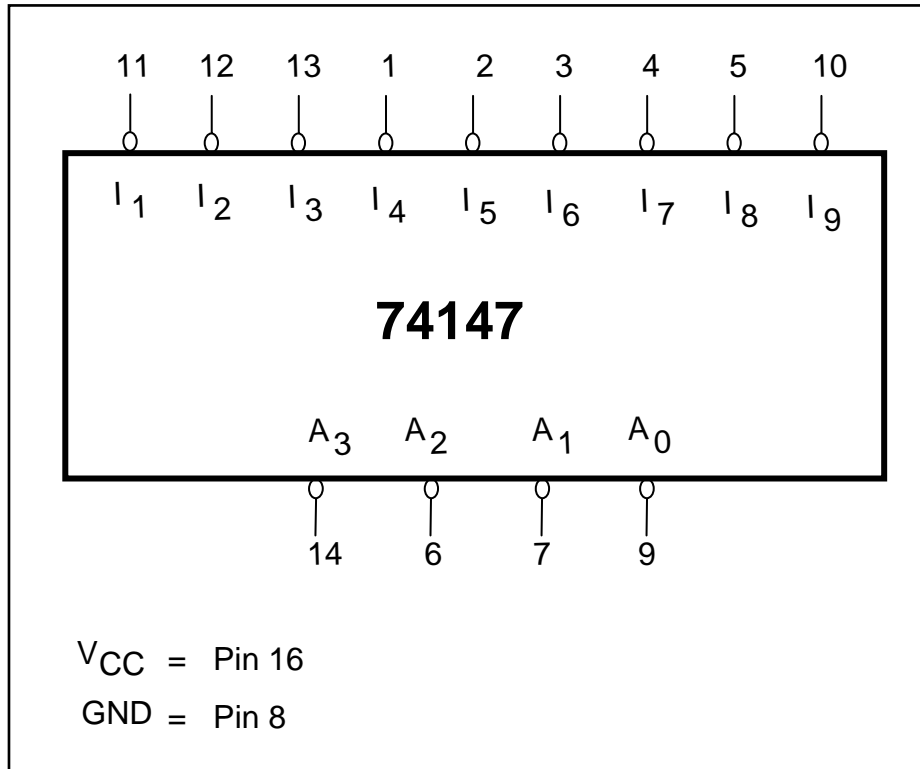 11 12 13 1 2 3 4 5 10
I1 I2 I3 I4 I5 I6 I7 I8 I9
74147
A3 A2 A1 A0
14 6 7 9
VCC = Pin 16
GND = Pin 8